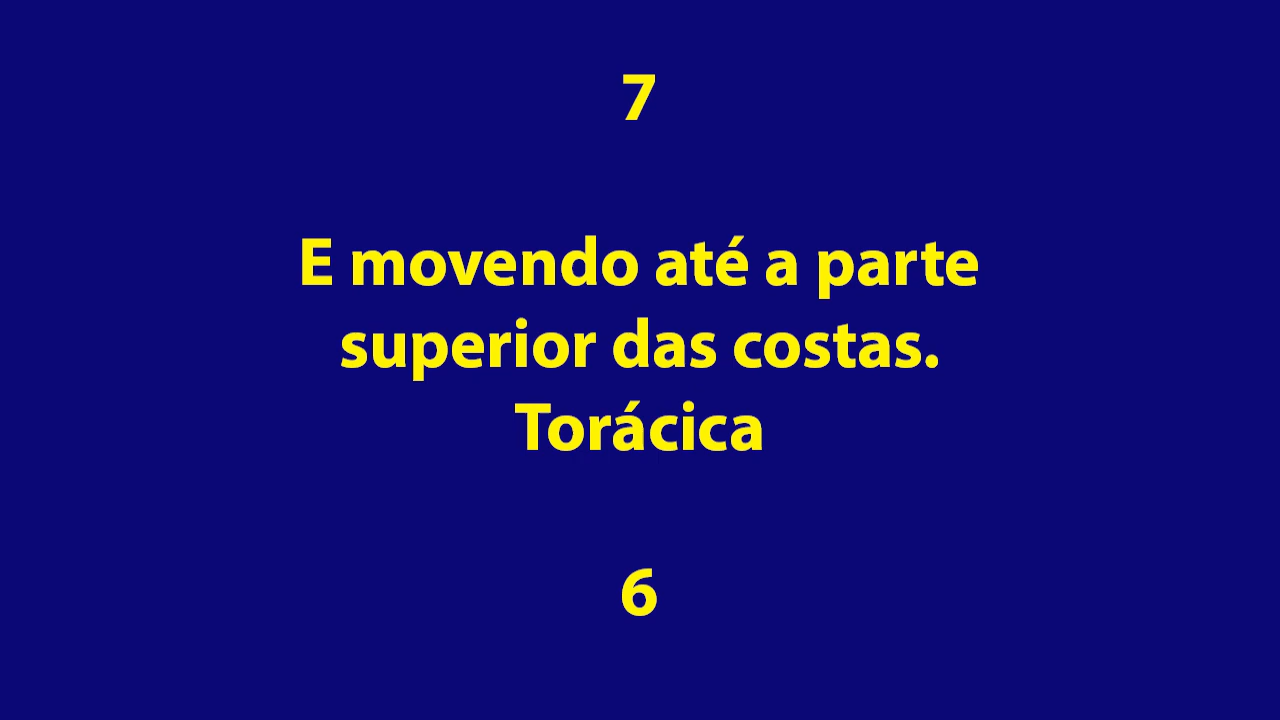 7
E movendo até a parte
superior das costas.
Torácica
6